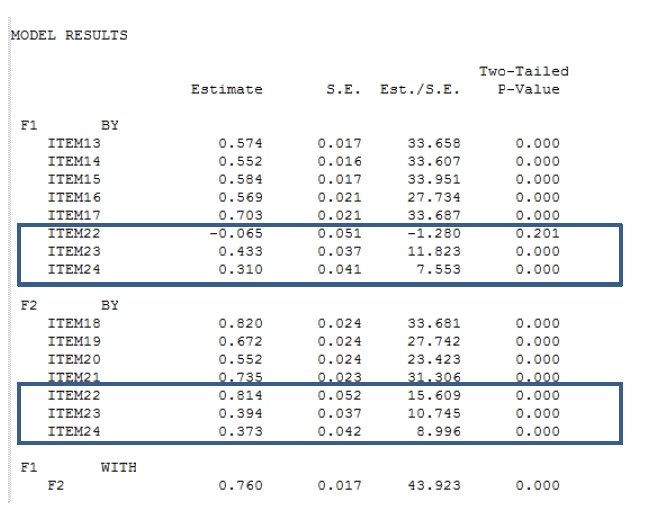 MODEL RESULTS
Two-Tailed
Estimate S.E. Est./S.E. P-Value
F1 BY
ITEM13 0.574 0.017 33.658 0.000
ITEM14 0.552 0.016 33.607 0.000
ITEM15 0.584 0.017 33.951 0.000
ITEM16 0.569 0.021 27.734 0.000
ITEM17 0.703 0.021 33.687 0.000
ITEM22 -0.065 0.051 -1.280 0.201
ITEM23 0.433 0.037 11.823 0.000
ITEM24 0.310 0.041 7.553 0.000
F2 BY
ITEM18 0.820 0.024 33.681 0.000
ITEM19 0.672 0.024 27.742 0.000
ITEM20 0.552 0.024 23.423 0.000
ITEM21 0.735 0.023 31.306 0.000
ITEM22 0.814 0.052 15.609 0.000
ITEM23 0.394 0.037 10.745 0.000
ITEM24 0.373 0.042 8.996 0.000
F1 WITH
F2 0.760 0.017 43.923 0.000